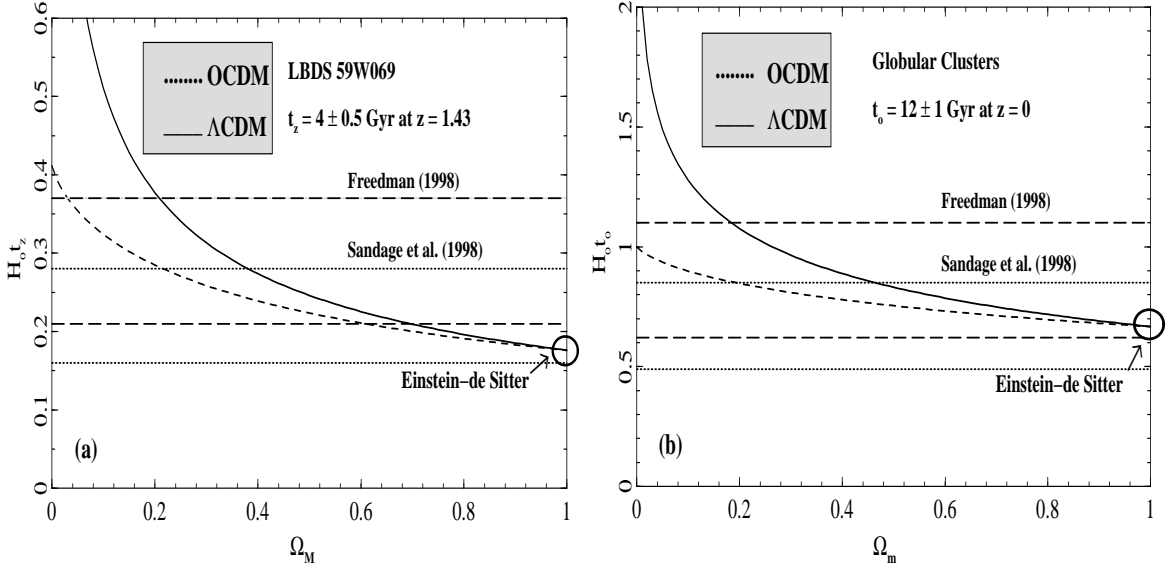 0.6
0.5
0.4
0.3
0.2
0.1
0
H₀t_z
OCDM
ΛCDM
LBDS 59W069
t_z = 4 ± 0.5 Gyr at z = 1.43
Freedman (1998)
Sandage et al. (1998)
Einstein–de Sitter
(a)
0 0.2 0.4 0.6 0.8 1
Ω_M
2
1.5
1
0.5
0
H₀t₀
OCDM
ΛCDM
Globular Clusters
t₀ = 12 ± 1 Gyr at z = 0
Freedman (1998)
Sandage et al. (1998)
Einstein–de Sitter
(b)
0 0.2 0.4 0.6 0.8 1
Ω_m